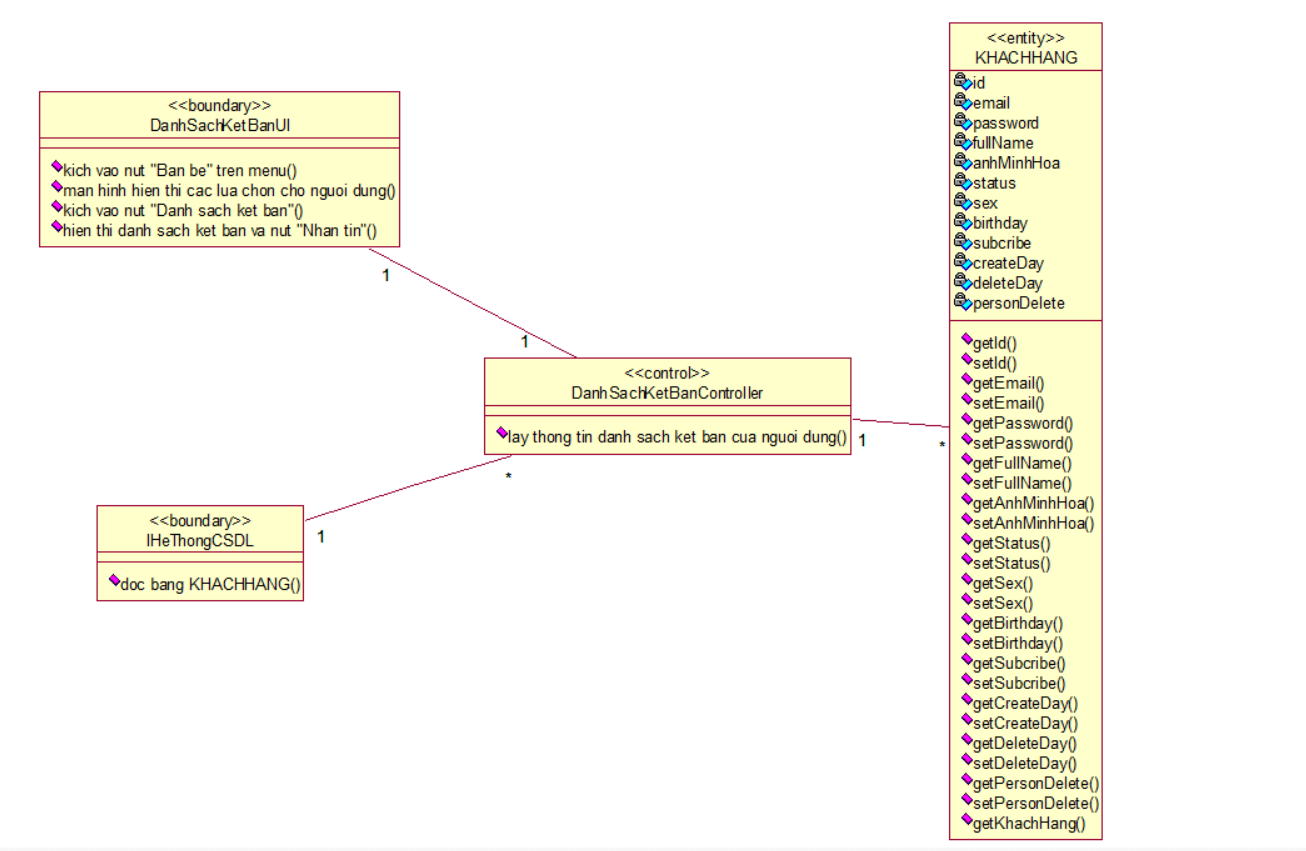 <<boundary>>
DanhSachKetBanUI
kich vao nut "Ban be" tren menu()
man hinh hien thi cac lua chon cho nguoi dung()
kich vao nut "Danh sach ket ban"()
hien thi danh sach ket ban va nut "Nhan tin"()
1
1
<<control>>
DanhSachKetBanController
lay thong tin danh sach ket ban cua nguoi dung()
1
*
*
1
<<boundary>>
IHeThongCSDL
doc bang KHACHHANG()
<<entity>>
KHACHHANG
id
email
password
fullName
anhMinhHoa
status
sex
birthday
subcribe
createDay
deleteDay
personDelete
getId()
setId()
getEmail()
setEmail()
getPassword()
setPassword()
getFullName()
setFullName()
getAnhMinhHoa()
setAnhMinhHoa()
getStatus()
setStatus()
getSex()
setSex()
getBirthday()
setBirthday()
getSubcribe()
setSubcribe()
getCreateDay()
setCreateDay()
getDeleteDay()
setDeleteDay()
getPersonDelete()
setPersonDelete()
getKhachHang()